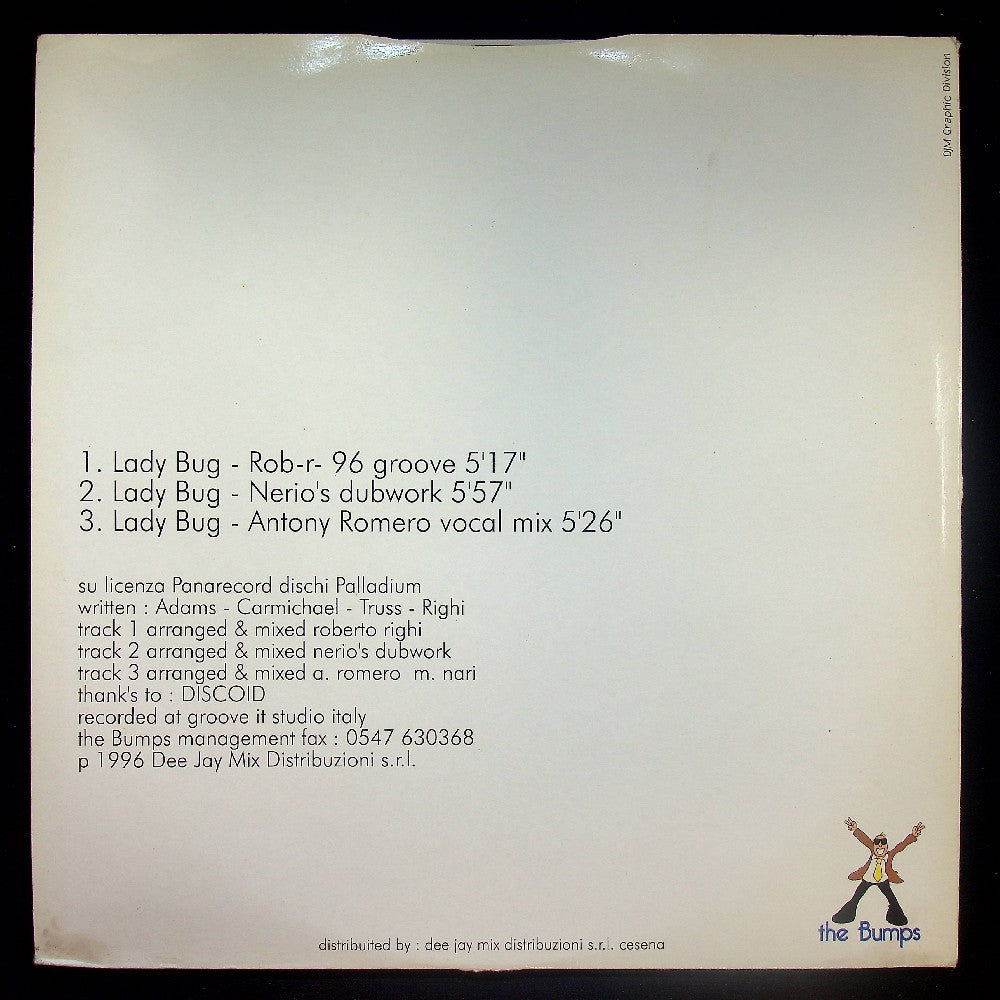 DJM Graphic Division
1. Lady Bug - Rob-r- 96 groove 5'17"
2. Lady Bug - Nerio's dubwork 5'57"
3. Lady Bug - Antony Romero vocal mix 5'26"
su licenza Panarecord dischi Palladium
written : Adams - Carmichael - Truss - Righi
track 1 arranged & mixed roberto righi
track 2 arranged & mixed nerio's dubwork
track 3 arranged & mixed a. romero m. nari
thank's to : DISCOID
recorded at groove it studio italy
the Bumps management fax : 0547 630368
p 1996 Dee Jay Mix Distribuzioni s.r.l.
the Bumps
distribuited by : dee jay mix distribuzioni s.r.l. cesena